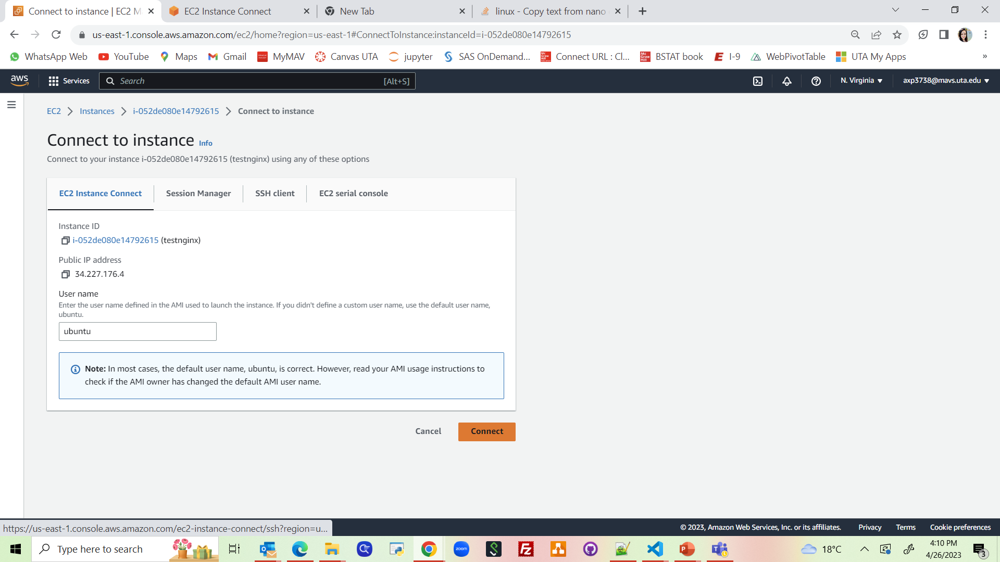 Connect to instance | EC2 M
EC2 Instance Connect
New Tab
linux - Copy text from nano
us-east-1.console.aws.amazon.com/ec2/home?region=us-east-1#ConnectToInstance:instanceId=i-052de080e14792615
WhatsApp Web
YouTube
Maps
Gmail
MyMAV
Canvas UTA
jupyter
SAS OnDemand...
Connect URL : Cl...
BSTAT book
I-9
WebPivotTable
UTA My Apps
»
aws
Services
Search
[Alt+S]
N. Virginia
axp3738@mavs.uta.edu
EC2
Instances
i-052de080e14792615
Connect to instance
Connect to instance Info
Connect to your instance i-052de080e14792615 (testnginx) using any of these options
EC2 Instance Connect
Session Manager
SSH client
EC2 serial console
Instance ID
i-052de080e14792615 (testnginx)
Public IP address
34.227.176.4
User name
Enter the user name defined in the AMI used to launch the instance. If you didn't define a custom user name, use the default user name,
ubuntu.
ubuntu
Note: In most cases, the default user name, ubuntu, is correct. However, read your AMI usage instructions to
check if the AMI owner has changed the default AMI user name.
Cancel
Connect
https://us-east-1.console.aws.amazon.com/ec2-instance-connect/ssh?region=u...
© 2023, Amazon Web Services, Inc. or its affiliates.
Privacy
Terms
Cookie preferences
Type here to search
zoom
18°C
4:10 PM
4/26/2023
3